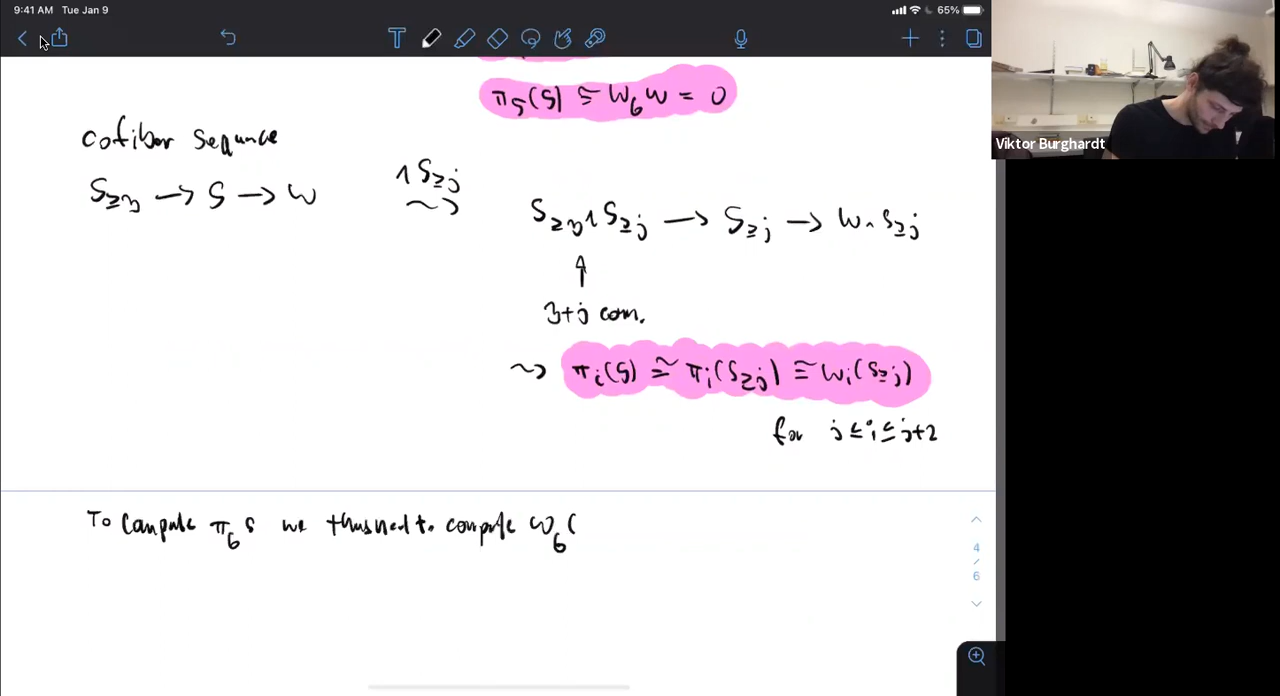 9:41 AM Tue Jan 9
65%
π₅(S) ≅ W₆W = 0
cofiber sequence
S≥3 → S → W
∧ S≥j
⇝
S≥3 ∧ S≥j → S≥j → W ∧ S≥j
↑
3+j con.
⇝ πᵢ(S) ≅ πᵢ(S≥j) ≅ Wᵢ(S≥j)
for j ≤ i ≤ j+2
To compute π₆S we thus need to compute W₆(
4
/
6
Viktor Burghardt